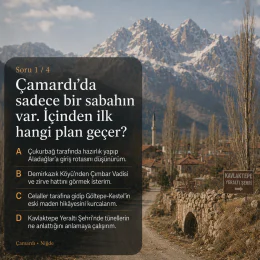 Soru 1 / 4
Çamardı'da
sadece bir sabahın
var. İçinden ilk
hangi plan geçer?
A Çukurbağ tarafında hazırlık yapıp
Aladağlar'a giriş rotasını düşünürüm.
B Demirkazık Köyü'nden Çımbar Vadisi
ve zirve hattını görmek isterim.
C Celaller tarafına gidip Göltepe-Kestel'in
eski maden hikâyesini kurcalarım.
D Kavlaktepe Yeraltı Şehri'nde tünellerin
ne anlattığını anlamaya çalışırım.
Çamardı • Niğde
KAVLAKTEPE
YERALTI ŞEHRİ